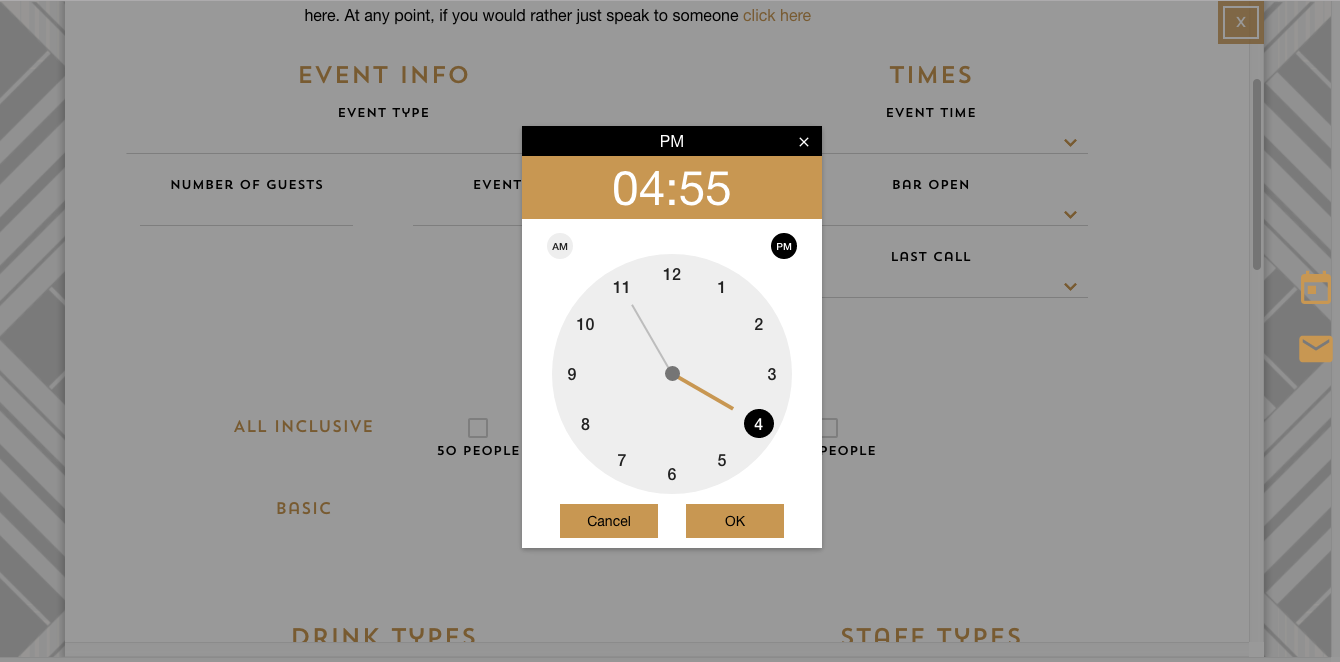 here. At any point, if you would rather just speak to someone click here
X
EVENT INFO
TIMES
EVENT TYPE
EVENT TIME
NUMBER OF GUESTS
EVENT
BAR OPEN
LAST CALL
ALL INCLUSIVE
50 PEOPLE
PEOPLE
BASIC
DRINK TYPES
STAFF TYPES
PM
×
04:55
AM
PM
12
11
1
10
2
9
3
8
4
7
5
6
Cancel
OK